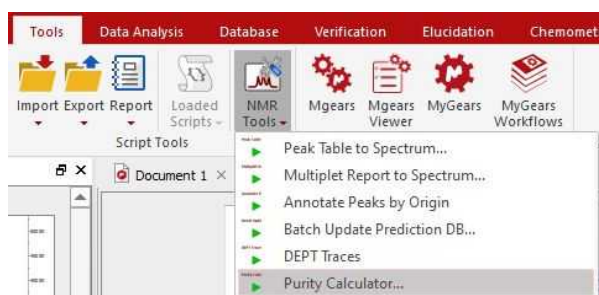 Tools Data Analysis Database Verification Elucidation Chemomet
Import Export Report Loaded Scripts NMR Tools Mgears Mgears Viewer MyGears MyGears Workflows
Script Tools
Document 1
Peak Table to Spectrum...
Multiplet Report to Spectrum...
Annotate Peaks by Origin
Batch Update Prediction DB...
DEPT Traces
Purity Calculator...